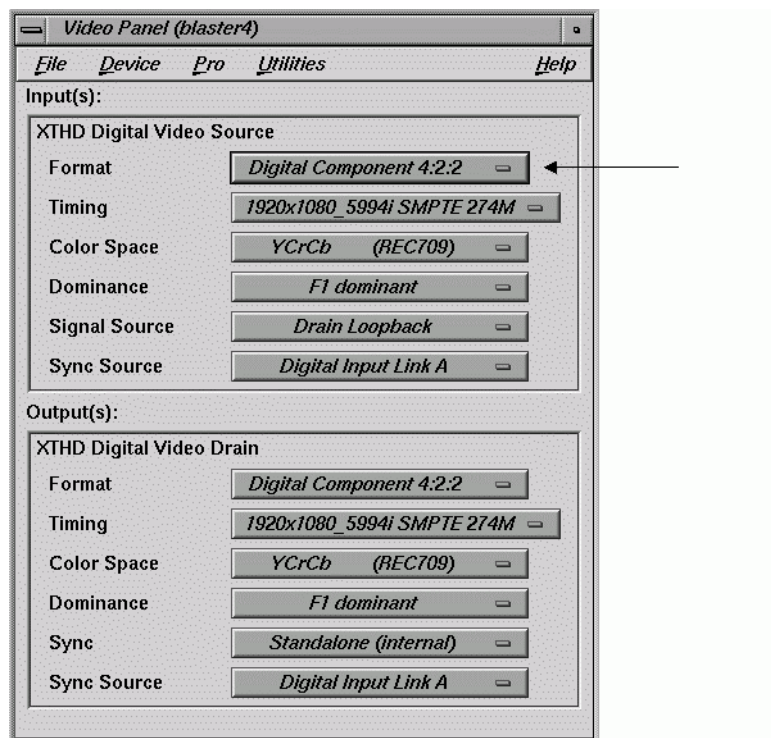 Video Panel (blaster4)
File Device Pro Utilities Help
Input(s):
XTHD Digital Video Source
Format Digital Component 4:2:2
Timing 1920x1080_5994i SMPTE 274M
Color Space YCrCb (REC709)
Dominance F1 dominant
Signal Source Drain Loopback
Sync Source Digital Input Link A
Output(s):
XTHD Digital Video Drain
Format Digital Component 4:2:2
Timing 1920x1080_5994i SMPTE 274M
Color Space YCrCb (REC709)
Dominance F1 dominant
Sync Standalone (internal)
Sync Source Digital Input Link A